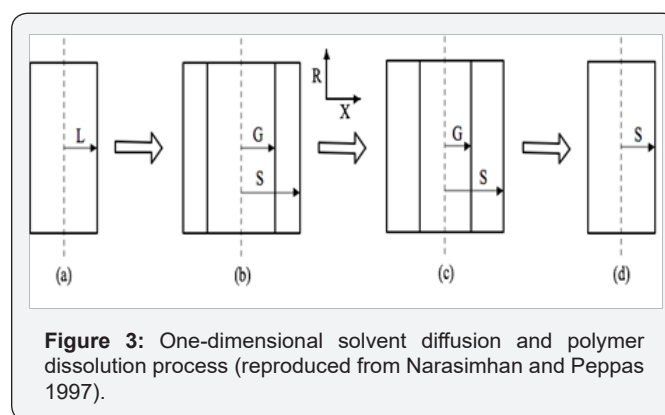 R
X
L
G
S
G
S
S
(a)
(b)
(c)
(d)
Figure 3: One-dimensional solvent diffusion and polymer
dissolution process (reproduced from Narasimhan and Peppas
1997).